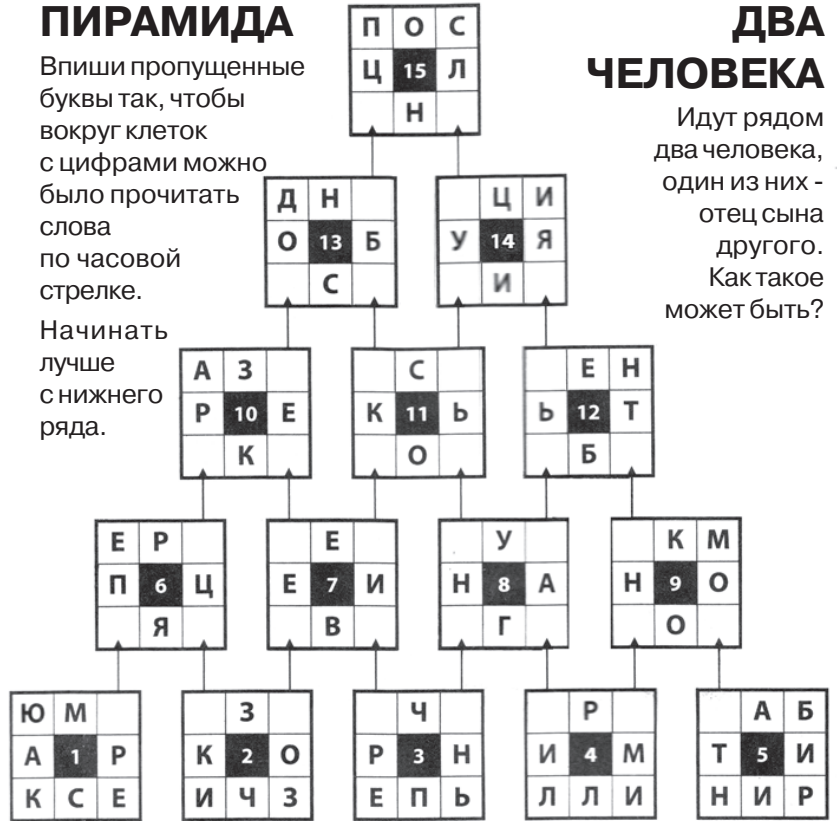 ПИРАМИДА
Впиши пропущенные
буквы так, чтобы
вокруг клеток
с цифрами можно
было прочитать
слова
по часовой
стрелке.
Начинать
лучше
с нижнего
ряда.
ДВА
ЧЕЛОВЕКА
Идут рядом
два человека,
один из них -
отец сына
другого.
Как такое
может быть?
П О С
Ц 15 Л
Н
Д Н
О 13 Б
С
Ц И
У 14 Я
И
А З
Р 10 Е
К
С
К 11 Ь
О
Е Н
Ь 12 Т
Б
Е Р
П 6 Ц
Я
Е
Е 7 И
В
У
Н 8 А
Г
К М
Н 9 О
О
Ю М
А 1 Р
К С Е
З
К 2 О
И Ч З
Ч
Р 3 Н
Е П Ь
Р
И 4 М
Л Л И
А Б
Т 5 И
Н И Р